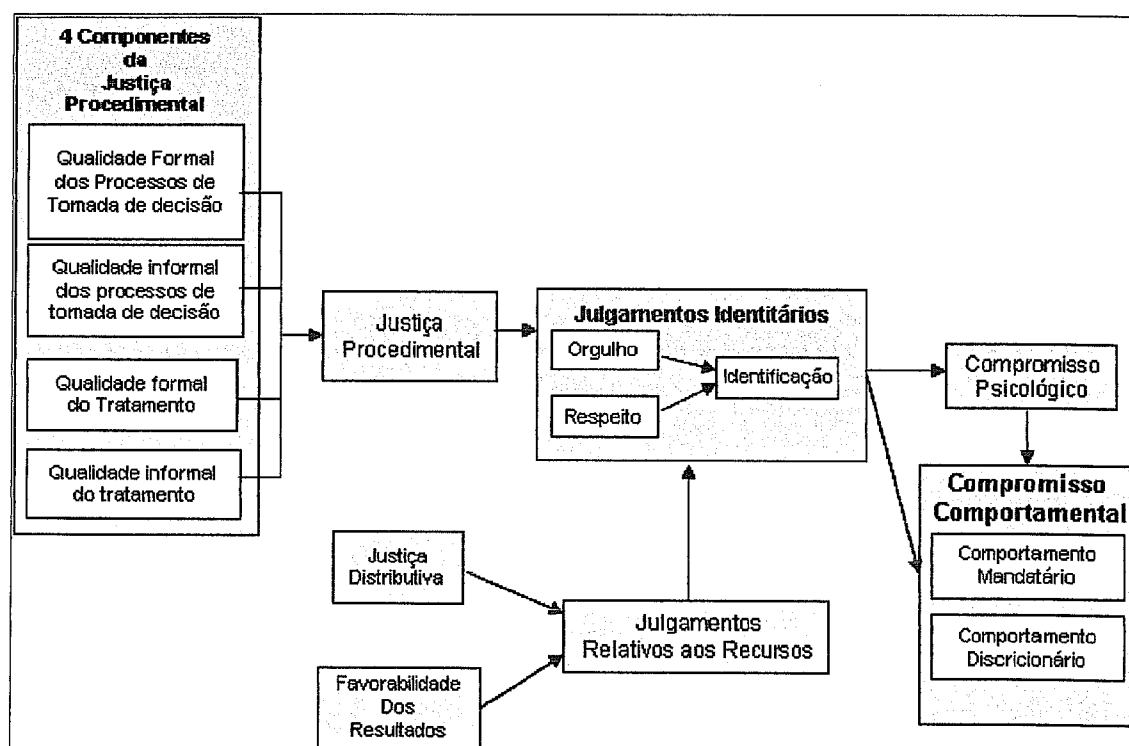 4 Componentes
da
Justiça
Procedimental
Qualidade Formal
dos Processos de
Tomada de decisão
Qualidade informal
dos processos de
tomada de decisão
Qualidade formal
do Tratamento
Qualidade informal
do tratamento
Justiça
Procedimental
Julgamentos Identitários
Orgulho
Respeito
Identificação
Compromisso
Psicológico
Compromisso
Comportamental
Comportamento
Mandatário
Comportamento
Discricionário
Justiça
Distributiva
Favorabilidade
Dos
Resultados
Julgamentos
Relativos aos Recursos